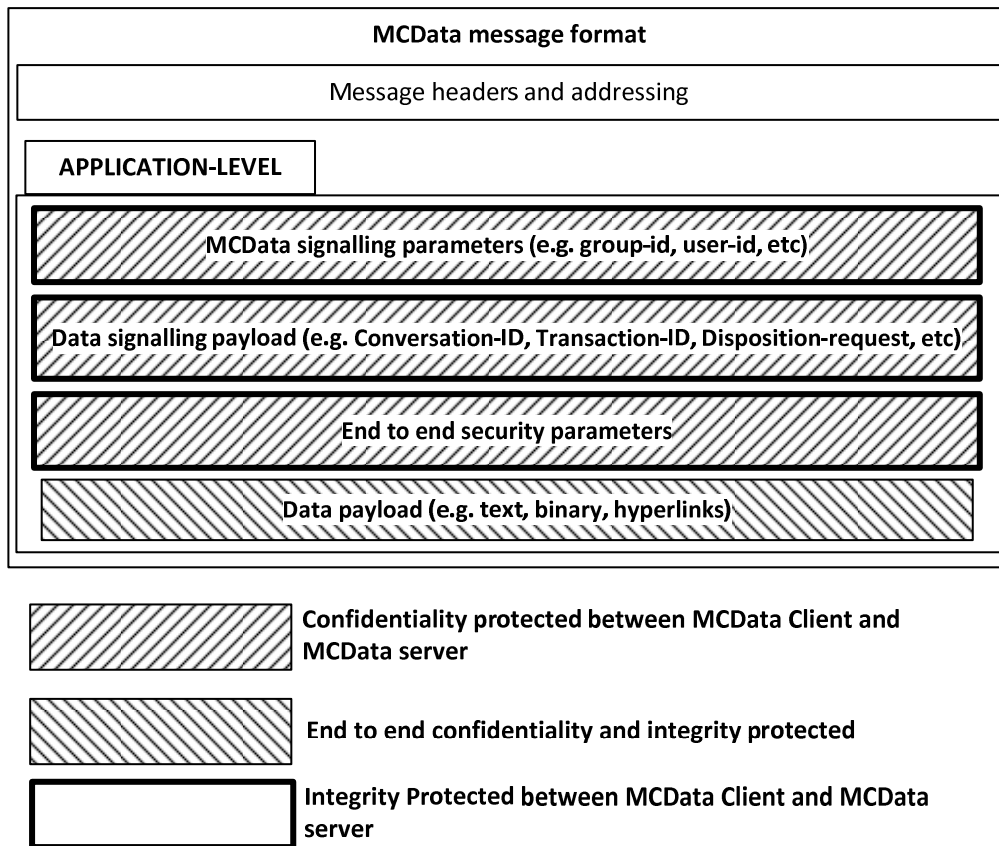 MCData message format
Message headers and addressing
APPLICATION-LEVEL
MCData signalling parameters (e.g. group-id, user-id, etc)
Data signalling payload (e.g. Conversation-ID, Transaction-ID, Disposition-request, etc)
End to end security parameters
Data payload (e.g. text, binary, hyperlinks)
Confidentiality protected between MCData Client and
MCData server
End to end confidentiality and integrity protected
Integrity Protected between MCData Client and MCData
server